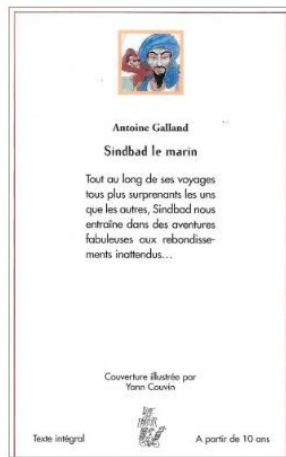 Antoine Galland
Sindbad le marin
Tout au long de ses voyages
tous plus surprenants les uns
que les autres, Sindbad nous
entraîne dans des aventures
fabuleuses aux rebondisse-
ments inattendus...
Couverture illustrée par
Yann Couvin
Texte intégral
A partir de 10 ans